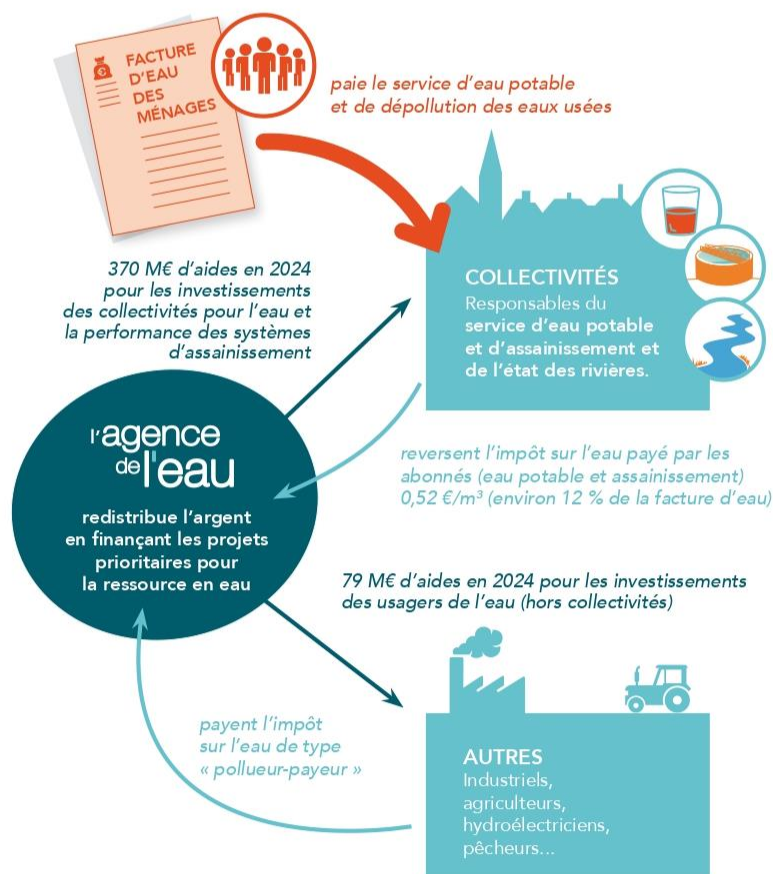 FACTURE
D'EAU
DES
MÉNAGES
paie le service d'eau potable
et de dépollution des eaux usées
370 M€ d'aides en 2024
pour les investissements
des collectivités pour l'eau et
la performance des systèmes
d'assainissement
COLLECTIVITÉS
Responsables du
service d'eau potable
et d'assainissement et
de l'état des rivières.
l'agence
de l'eau
redistribue l'argent
en finançant les projets
prioritaires pour
la ressource en eau
reversent l'impôt sur l'eau payé par les
abonnés (eau potable et assainissement)
0,52 €/m³ (environ 12 % de la facture d'eau)
79 M€ d'aides en 2024 pour les investissements
des usagers de l'eau (hors collectivités)
payent l'impôt
sur l'eau de type
« pollueur-payeur »
AUTRES
Industriels,
agriculteurs,
hydroélectriciens,
pêcheurs...